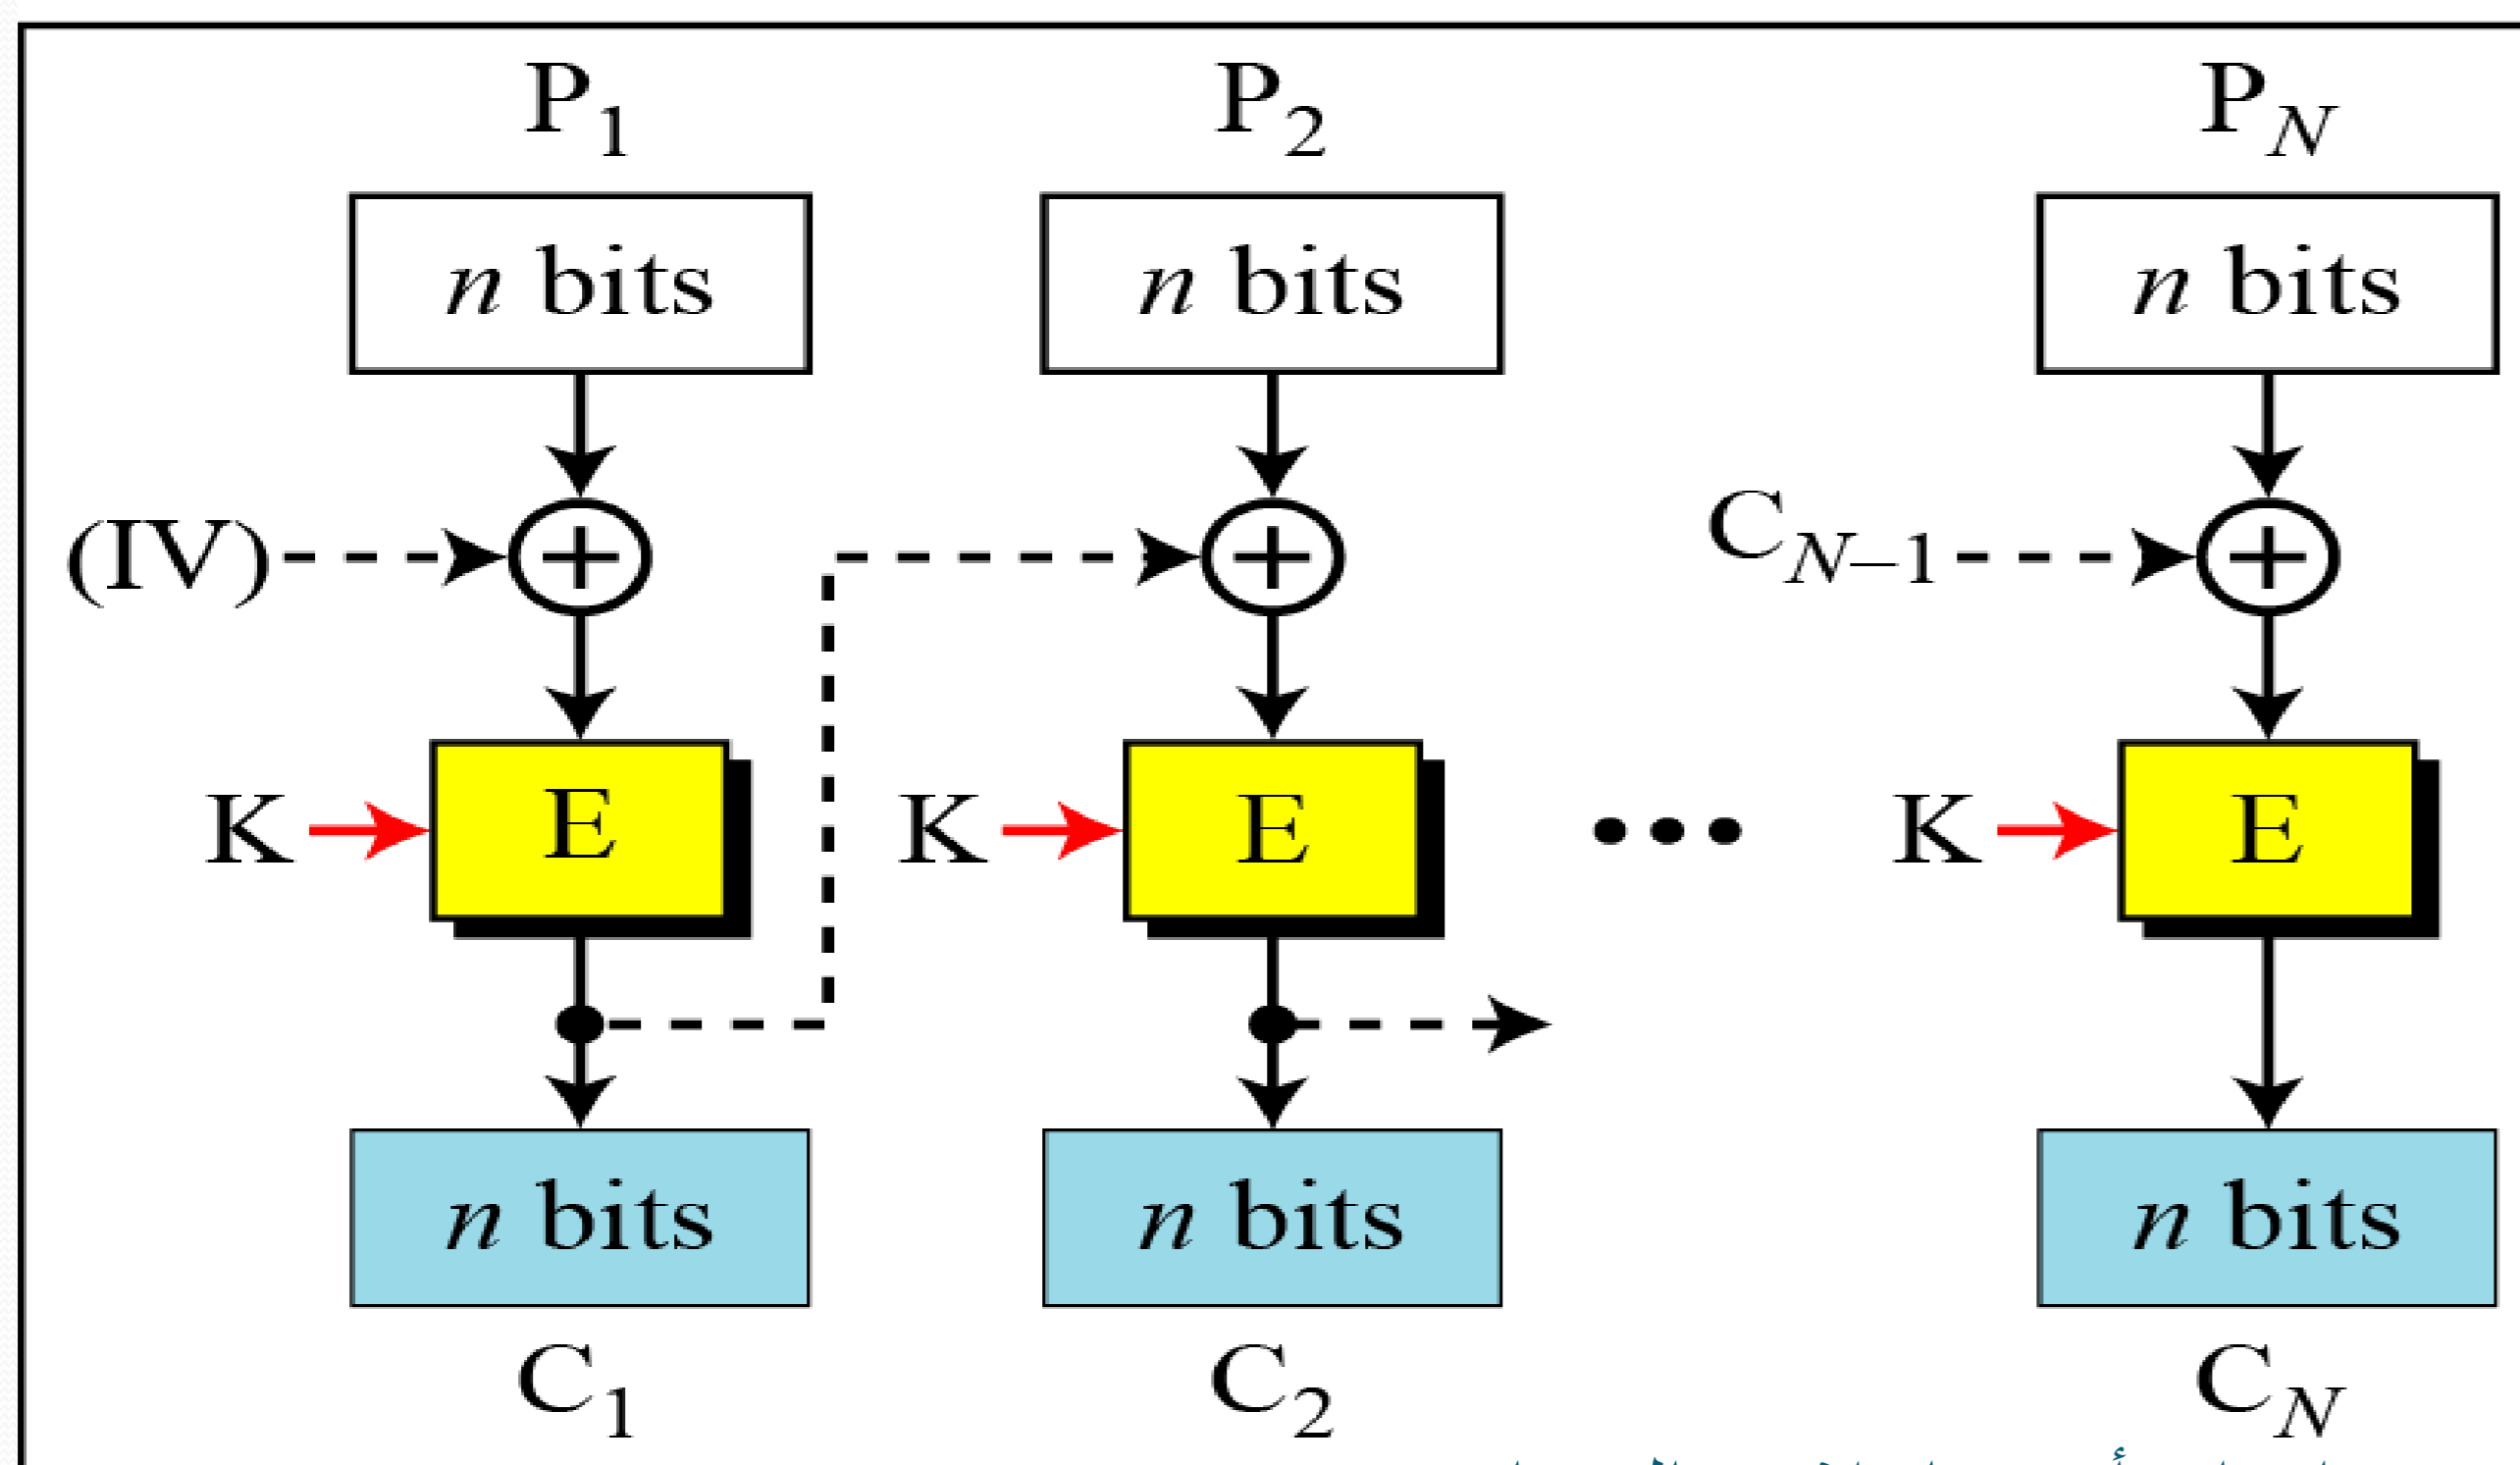 P1 P2 PN
n bits n bits n bits
(IV) CN−1
K E K E ••• K E
n bits n bits n bits
C1 C2 CN